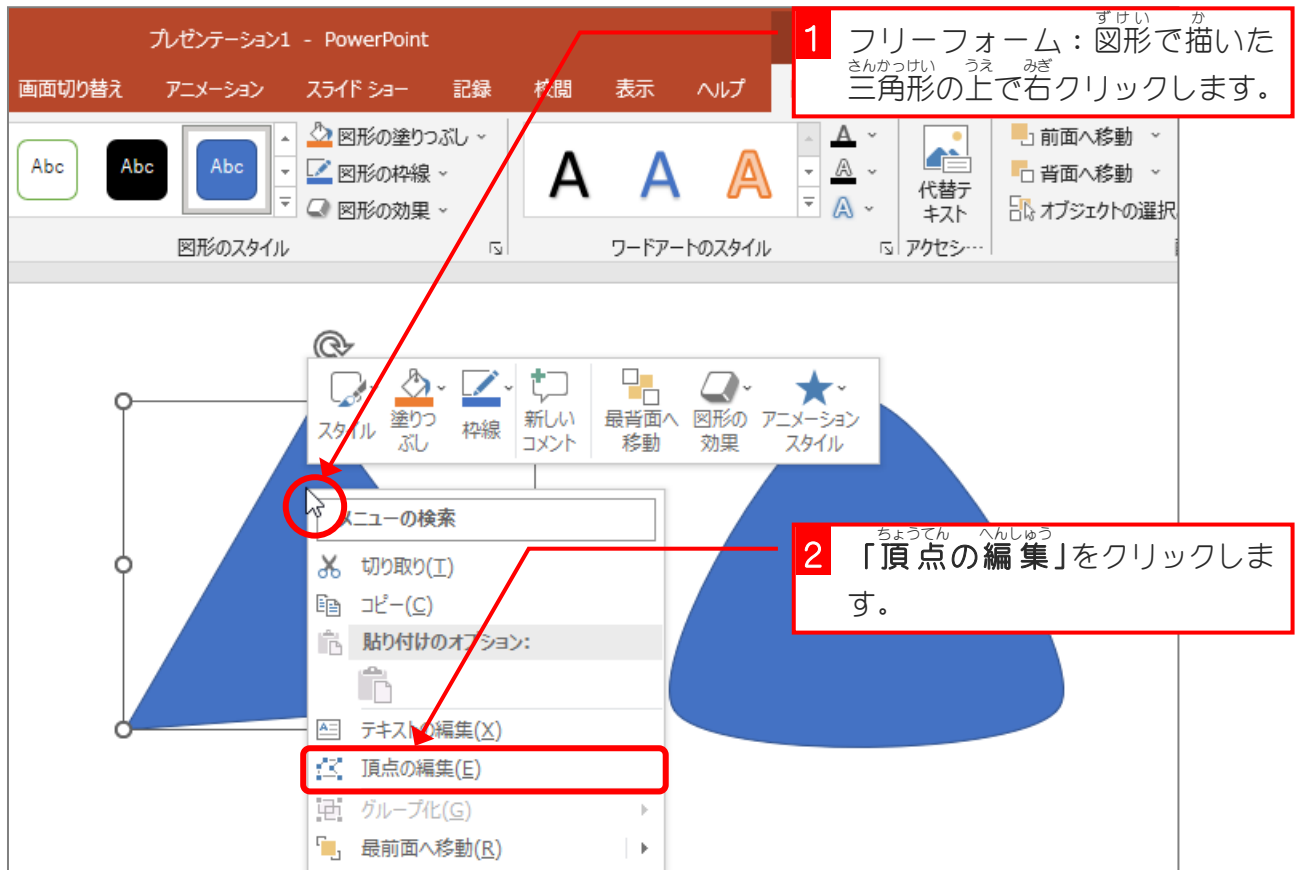 プレゼンテーション1 - PowerPoint
画面切り替え アニメーション スライド ショー 記録 校閲 表示 ヘルプ
1
ずけい か
フリーフォーム：図形で描いた
さんかっけい うえ みぎ
三角形の上で右クリックします。
Abc Abc Abc
図形の塗りつぶし
図形の枠線
図形の効果
図形のスタイル
A A A
A
A
A
ワードアートのスタイル
代替テ
キスト
アクセシ…
前面へ移動
背面へ移動
オブジェクトの選択
スタイル
塗りつ
ぶし
枠線
新しい
コメント
最背面へ
移動
図形の
効果
アニメーション
スタイル
メニューの検索
切り取り(T)
コピー(C)
貼り付けのオプション:
テキストの編集(X)
頂点の編集(E)
グループ化(G)
最前面へ移動(R)
2
ちょうてん へんしゅう
「頂点の編集」をクリックしま
す。